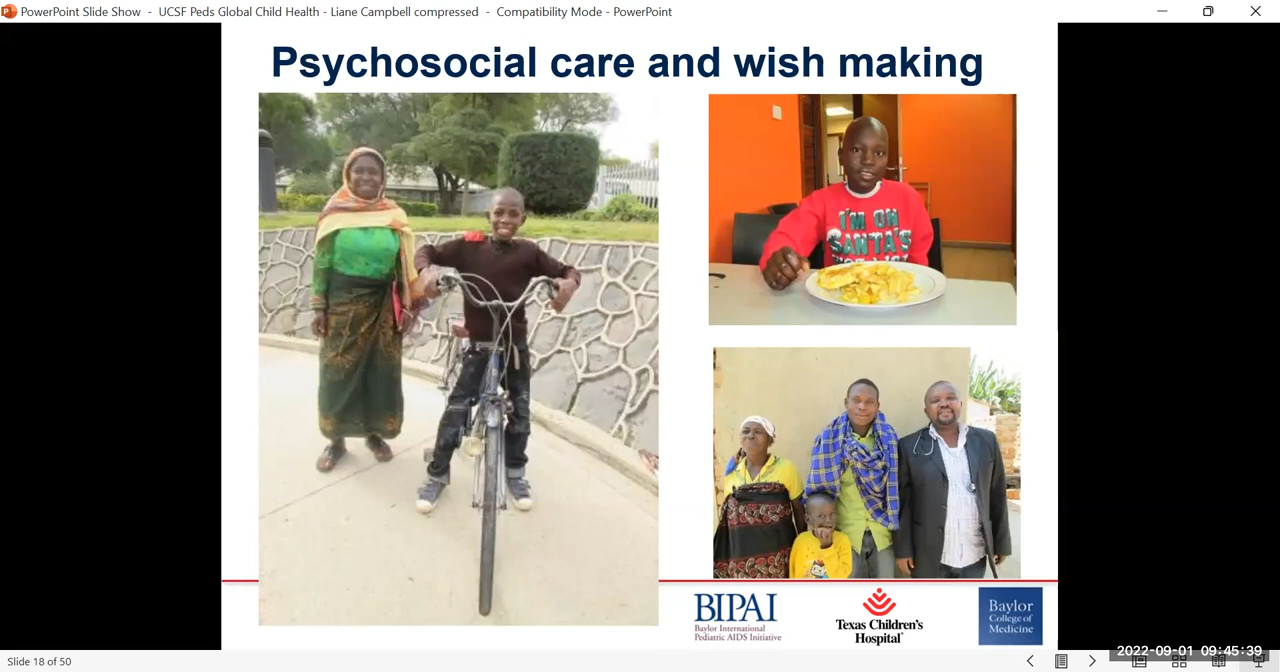 PowerPoint Slide Show - UCSF Peds Global Child Health - Liane Campbell compressed - Compatibility Mode - PowerPoint
Psychosocial care and wish making
I'M ON
SANTA'S
BIPAI
Baylor International
Pediatric AIDS Initiative
Texas Children's
Hospital
Baylor
College of
Medicine
Slide 18 of 50
2022-09-01 09:45:39